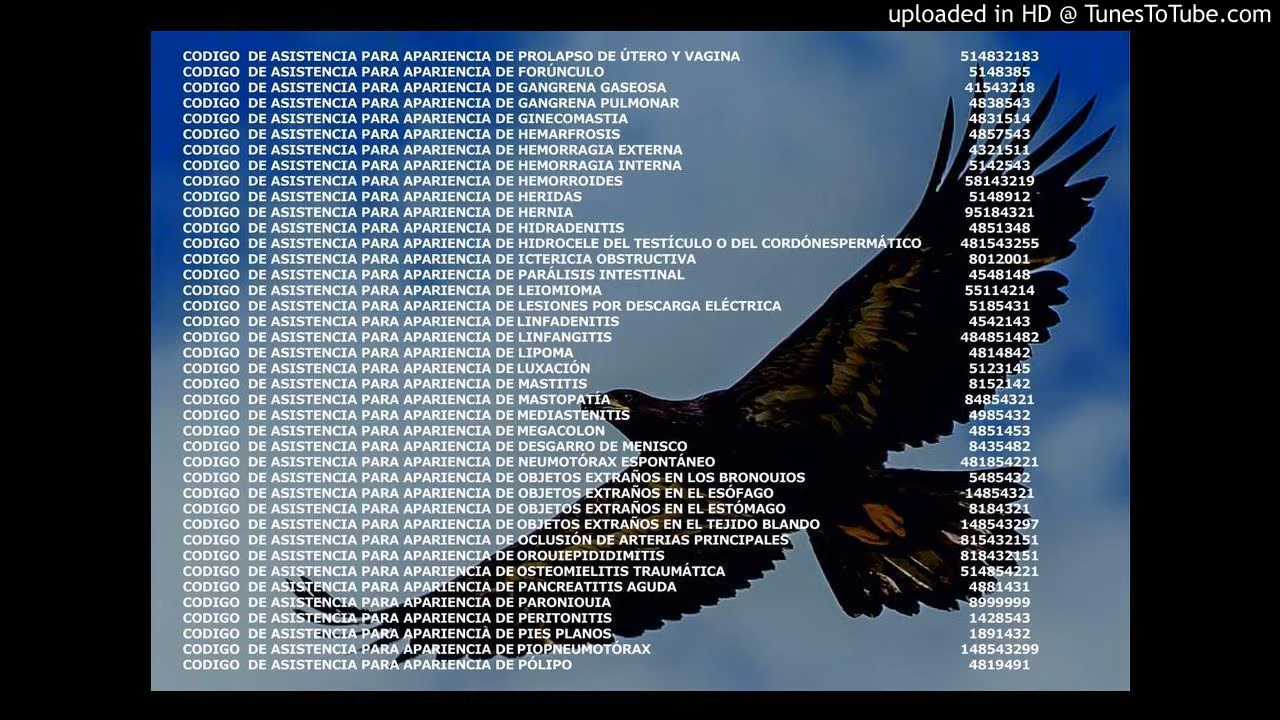 uploaded in HD @ TunesToTube.com
CODIGO DE ASISTENCIA PARA APARIENCIA DE PROLAPSO DE ÚTERO Y VAGINA 514832183
CODIGO DE ASISTENCIA PARA APARIENCIA DE FORÚNCULO 5148385
CODIGO DE ASISTENCIA PARA APARIENCIA DE GANGRENA GASEOSA 41543218
CODIGO DE ASISTENCIA PARA APARIENCIA DE GANGRENA PULMONAR 4838543
CODIGO DE ASISTENCIA PARA APARIENCIA DE GINECOMASTIA 4831514
CODIGO DE ASISTENCIA PARA APARIENCIA DE HEMARFROSIS 4857543
CODIGO DE ASISTENCIA PARA APARIENCIA DE HEMORRAGIA EXTERNA 4321511
CODIGO DE ASISTENCIA PARA APARIENCIA DE HEMORRAGIA INTERNA 5142543
CODIGO DE ASISTENCIA PARA APARIENCIA DE HEMORROIDES 58143219
CODIGO DE ASISTENCIA PARA APARIENCIA DE HERIDAS 5148912
CODIGO DE ASISTENCIA PARA APARIENCIA DE HERNIA 95184321
CODIGO DE ASISTENCIA PARA APARIENCIA DE HIDRADENITIS 4851348
CODIGO DE ASISTENCIA PARA APARIENCIA DE HIDROCELE DEL TESTÍCULO O DEL CORDÓNESPERMÁTICO 481543255
CODIGO DE ASISTENCIA PARA APARIENCIA DE ICTERICIA OBSTRUCTIVA 8012001
CODIGO DE ASISTENCIA PARA APARIENCIA DE PARÁLISIS INTESTINAL 4548148
CODIGO DE ASISTENCIA PARA APARIENCIA DE LEIOMIOMA 55114214
CODIGO DE ASISTENCIA PARA APARIENCIA DE LESIONES POR DESCARGA ELÉCTRICA 5185431
CODIGO DE ASISTENCIA PARA APARIENCIA DE LINFADENITIS 4542143
CODIGO DE ASISTENCIA PARA APARIENCIA DE LINFANGITIS 484851482
CODIGO DE ASISTENCIA PARA APARIENCIA DE LIPOMA 4814842
CODIGO DE ASISTENCIA PARA APARIENCIA DE LUXACIÓN 5123145
CODIGO DE ASISTENCIA PARA APARIENCIA DE MASTITIS 8152142
CODIGO DE ASISTENCIA PARA APARIENCIA DE MASTOPATÍA 84854321
CODIGO DE ASISTENCIA PARA APARIENCIA DE MEDIASTENITIS 4985432
CODIGO DE ASISTENCIA PARA APARIENCIA DE MEGACOLON 4851453
CODIGO DE ASISTENCIA PARA APARIENCIA DE DESGARRO DE MENISCO 8435482
CODIGO DE ASISTENCIA PARA APARIENCIA DE NEUMOTÓRAX ESPONTÁNEO 481854221
CODIGO DE ASISTENCIA PARA APARIENCIA DE OBJETOS EXTRAÑOS EN LOS BRONQUIOS 5485432
CODIGO DE ASISTENCIA PARA APARIENCIA DE OBJETOS EXTRAÑOS EN EL ESÓFAGO 14854321
CODIGO DE ASISTENCIA PARA APARIENCIA DE OBJETOS EXTRAÑOS EN EL ESTÓMAGO 8184321
CODIGO DE ASISTENCIA PARA APARIENCIA DE OBJETOS EXTRAÑOS EN EL TEJIDO BLANDO 148543297
CODIGO DE ASISTENCIA PARA APARIENCIA DE OCLUSIÓN DE ARTERIAS PRINCIPALES 815432151
CODIGO DE ASISTENCIA PARA APARIENCIA DE ORQUIEPIDIDIMITIS 818432151
CODIGO DE ASISTENCIA PARA APARIENCIA DE OSTEOMIELITIS TRAUMÁTICA 514854221
CODIGO DE ASISTENCIA PARA APARIENCIA DE PANCREATITIS AGUDA 4881431
CODIGO DE ASISTENCIA PARA APARIENCIA DE PARONIQUIA 8999999
CODIGO DE ASISTENCIA PARA APARIENCIA DE PERITONITIS 1428543
CODIGO DE ASISTENCIA PARA APARIENCIA DE PIES PLANOS 1891432
CODIGO DE ASISTENCIA PARA APARIENCIA DE PIOPNEUMOTÓRAX 148543299
CODIGO DE ASISTENCIA PARA APARIENCIA DE PÓLIPO 4819491